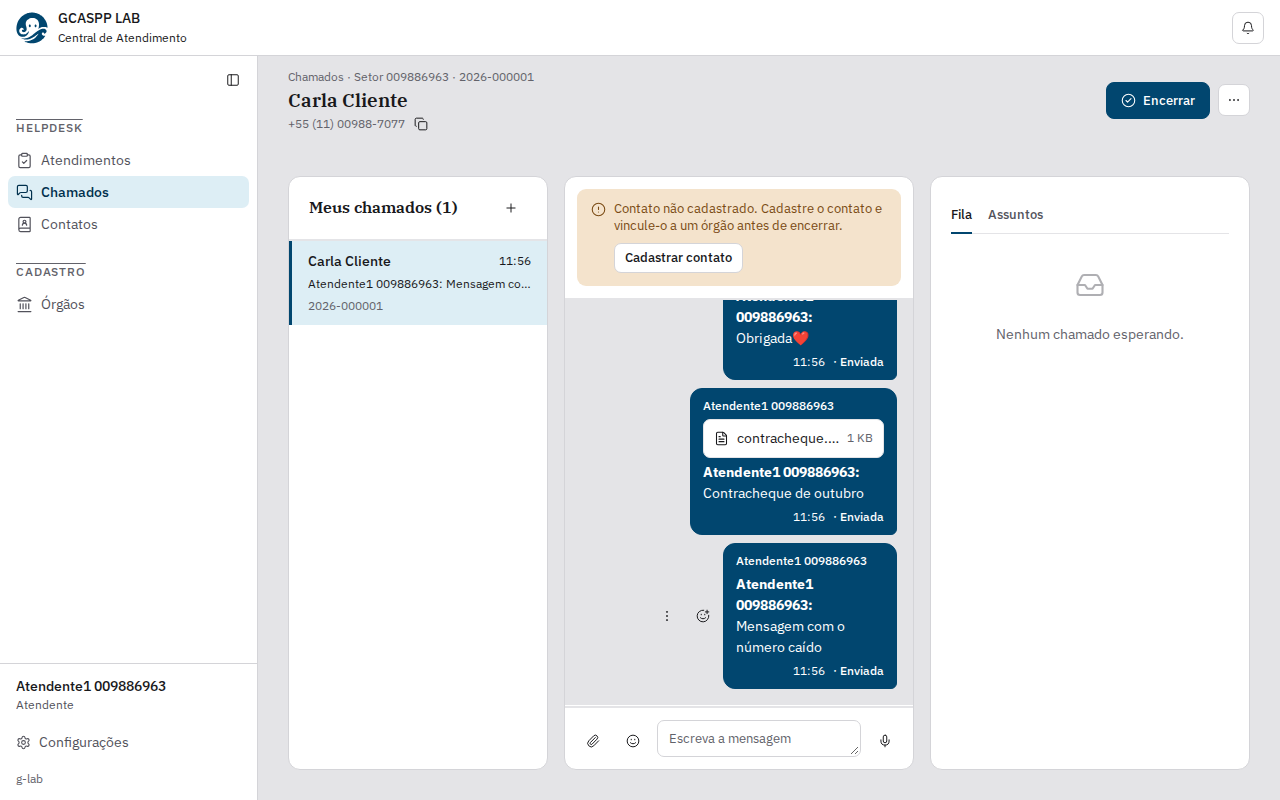 GCASPP LAB
Central de Atendimento
HELPDESK
Atendimentos
Chamados
Contatos
CADASTRO
Órgãos
Atendente1 009886963
Atendente
Configurações
g-lab
Chamados · Setor 009886963 · 2026-000001
Carla Cliente
+55 (11) 00988-7077
Encerrar
Meus chamados (1)
Carla Cliente 11:56
Atendente1 009886963: Mensagem co...
2026-000001
Contato não cadastrado. Cadastre o contato e
vincule-o a um órgão antes de encerrar.
Cadastrar contato
009886963:
Obrigada❤️
11:56 · Enviada
Atendente1 009886963
contracheque.... 1 KB
Atendente1 009886963:
Contracheque de outubro
11:56 · Enviada
Atendente1 009886963
Atendente1
009886963:
Mensagem com o
número caído
11:56 · Enviada
Escreva a mensagem
Fila Assuntos
Nenhum chamado esperando.